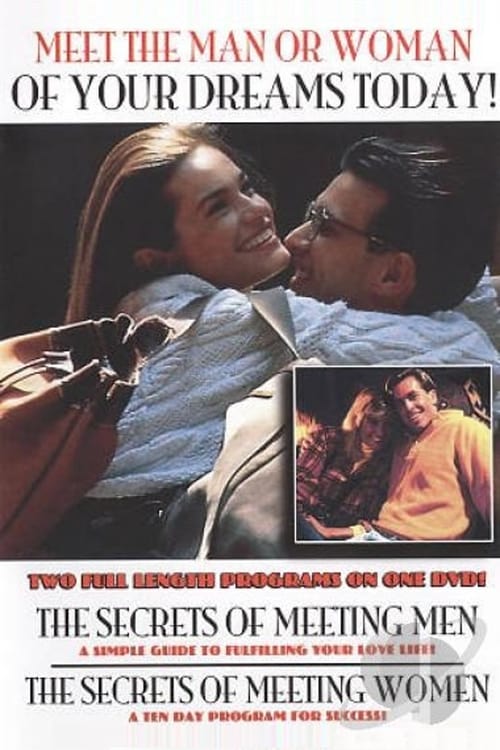 MEET THE MAN OR WOMAN
OF YOUR DREAMS TODAY!
TWO FULL LENGTH PROGRAMS ON ONE DVD!
THE SECRETS OF MEETING MEN
A SIMPLE GUIDE TO FULFILLING YOUR LOVE LIFE!
THE SECRETS OF MEETING WOMEN
A TEN DAY PROGRAM FOR SUCCESS!